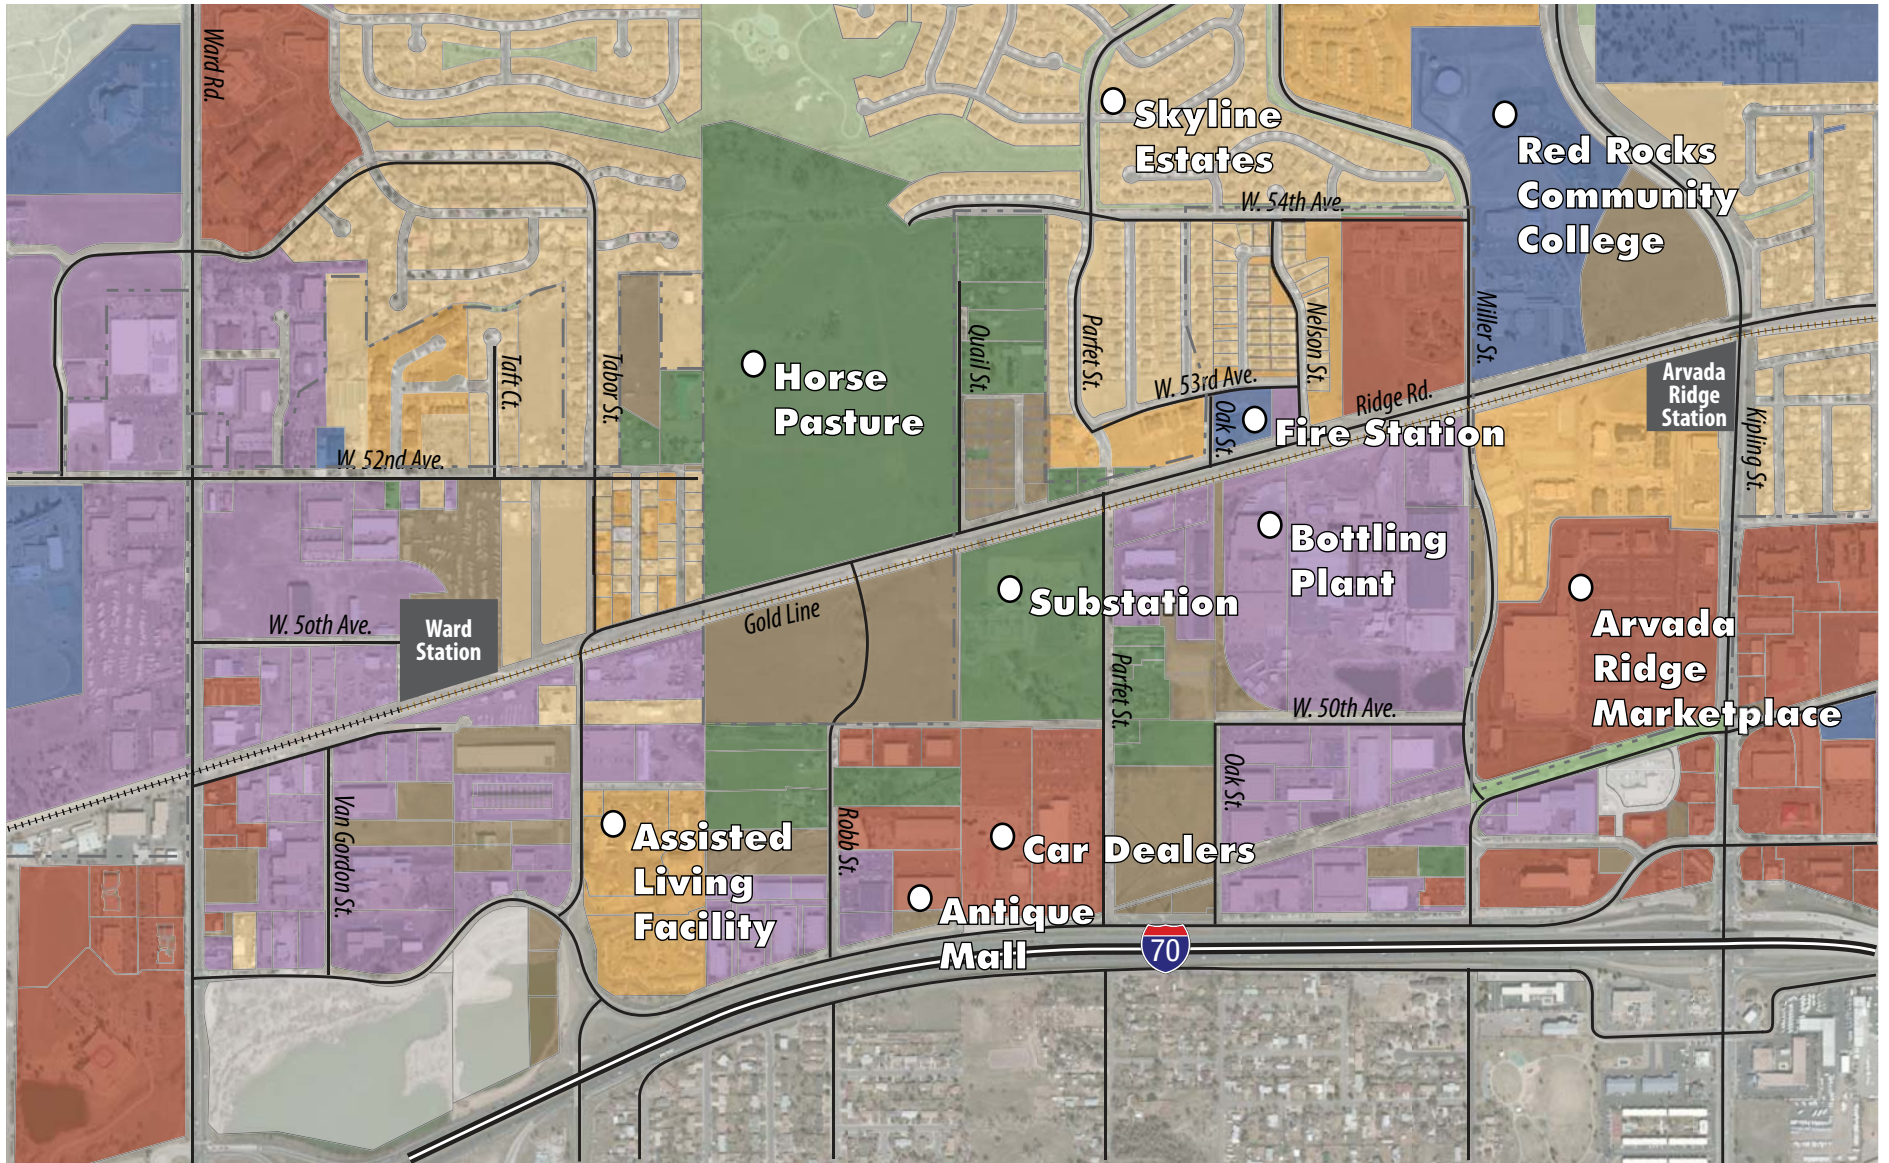 Ward Rd.
Skyline
Estates
Red Rocks
Community
College
W. 54th Ave.
Miller St.
Nelson St.
Parfet St.
Quail St.
Tabor St.
Taft Ct.
Horse
Pasture
W. 53rd Ave.
Oak St.
Ridge Rd.
Fire Station
Arvada
Ridge
Station
Kipling St.
W. 52nd Ave.
Bottling
Plant
Substation
Gold Line
W. 5oth Ave.
Ward
Station
Arvada
Ridge
Marketplace
Parfet St.
W. 50th Ave.
Oak St.
Van Gordon St.
Robb St.
Assisted
Living
Facility
Car Dealers
Antique
Mall
70